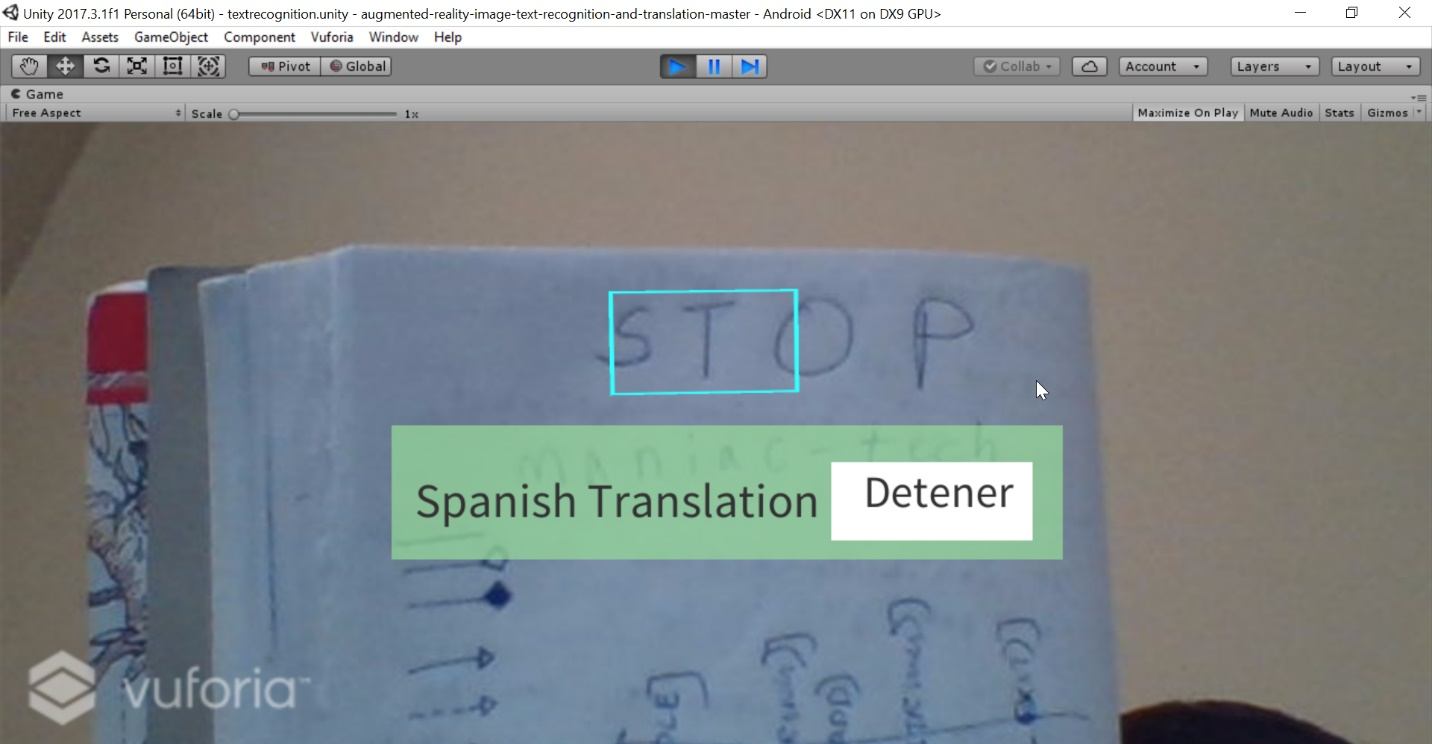 Unity 2017.3.1f1 Personal (64bit) - textrecognition.unity - augmented-reality-image-text-recognition-and-translation-master - Android <DX11 on DX9 GPU>
File Edit Assets GameObject Component Vuforia Window Help
Pivot Global Collab Account Layers Layout
Game
Free Aspect Scale 1x Maximize On Play Mute Audio Stats Gizmos
STOP
maniac-tech
Spanish Translation Detener
vuforia™